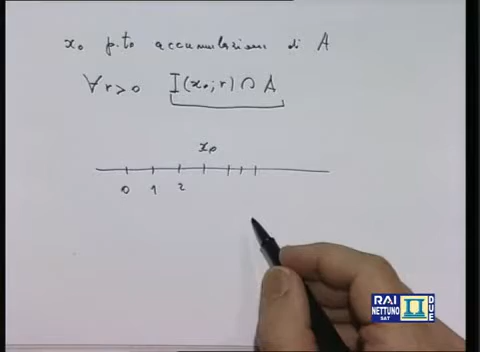 x₀ p.to accumulazione di A
∀ r>0 I(x₀;r) ∩ A
x₀
0 1 2
RAI
NETTUNO
SAT
DUE